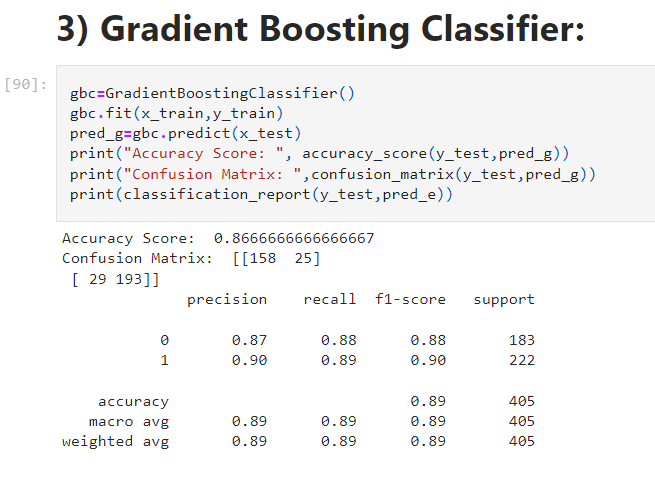 3) Gradient Boosting Classifier:
[90]:
gbc=GradientBoostingClassifier()
gbc.fit(x_train,y_train)
pred_g=gbc.predict(x_test)
print("Accuracy Score: ", accuracy_score(y_test,pred_g))
print("Confusion Matrix: ",confusion_matrix(y_test,pred_g))
print(classification_report(y_test,pred_e))
Accuracy Score:  0.8666666666666667
Confusion Matrix:  [[158  25]
 [ 29 193]]
              precision    recall  f1-score   support
           0       0.87      0.88      0.88       183
           1       0.90      0.89      0.90       222
    accuracy                           0.89       405
   macro avg       0.89      0.89      0.89       405
weighted avg       0.89      0.89      0.89       405